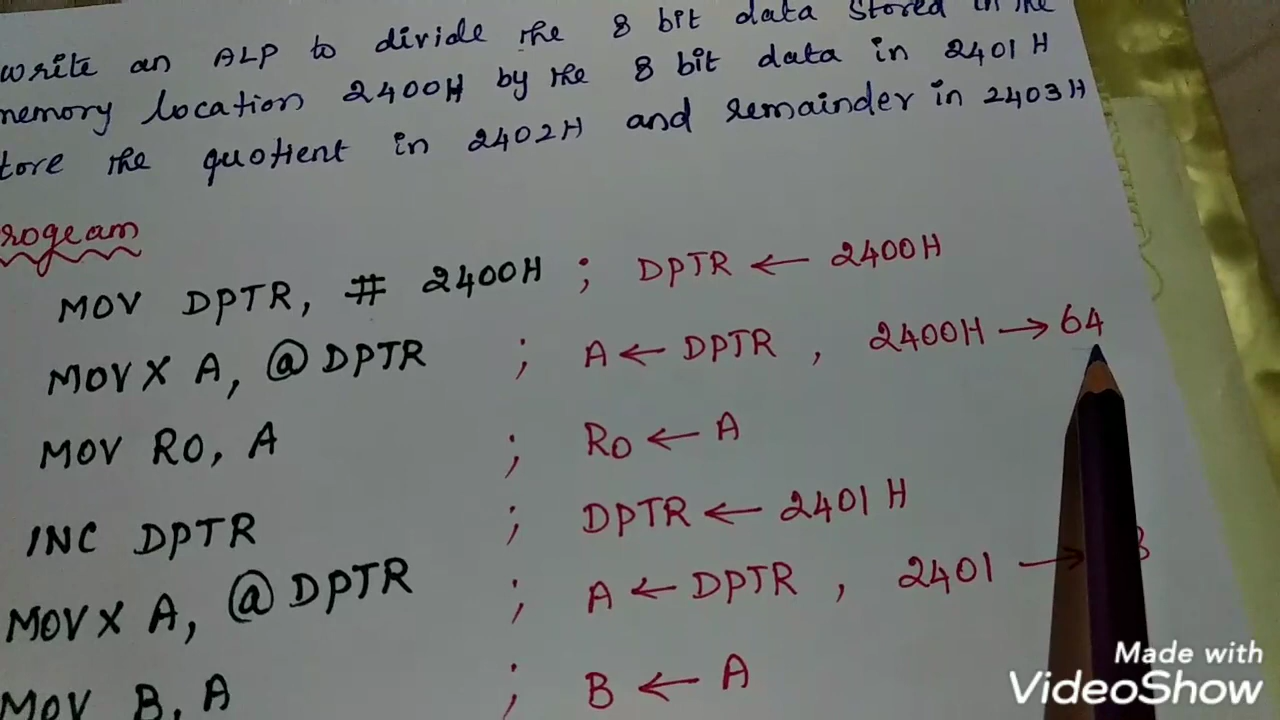 write an ALP to divide the 8 bit data stored in the
memory location 2400H by the 8 bit data in 2401 H
tore the quotient in 2402H and remainder in 2403H
rogram
MOV DPTR, # 2400H ; DPTR ← 2400H
MOVX A, @DPTR ; A ← DPTR , 2400H → 64
MOV R0, A ; R0 ← A
INC DPTR ; DPTR ← 2401 H
MOVX A, @DPTR ; A ← DPTR , 2401 →
MOV B, A ; B ← A
Made with
VideoShow